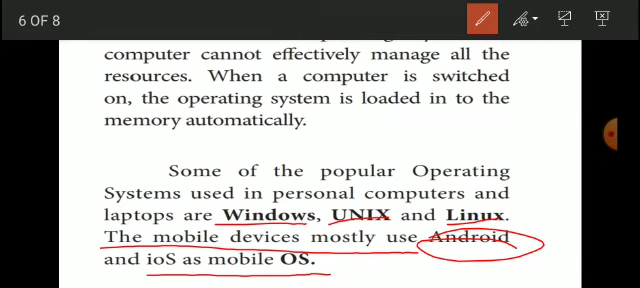 6 OF 8
computer cannot effectively manage all the
resources. When a computer is switched
on, the operating system is loaded in to the
memory automatically.
Some of the popular Operating
Systems used in personal computers and
laptops are Windows, UNIX and Linux.
The mobile devices mostly use Android
and ioS as mobile OS.